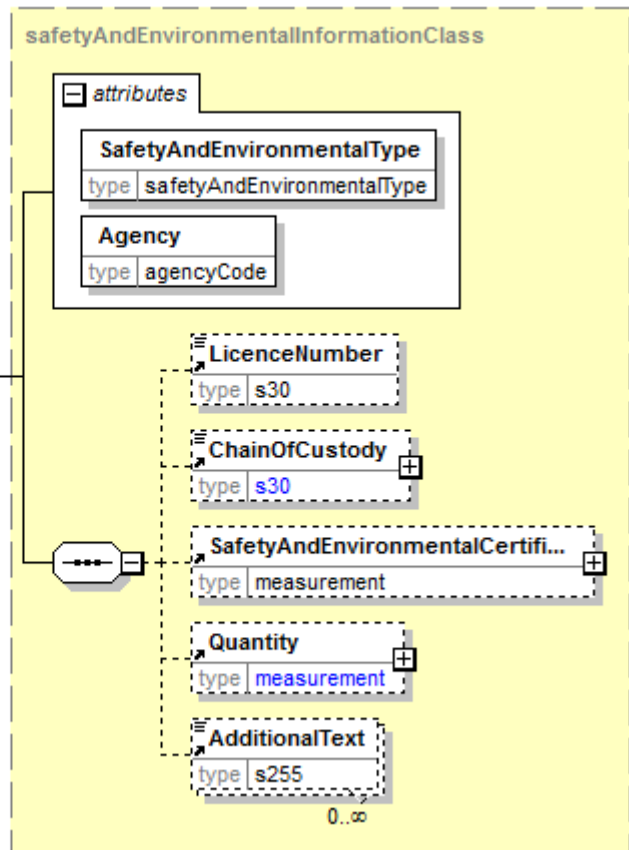 safetyAndEnvironmentalInformationClass
attributes
SafetyAndEnvironmentalType
type safetyAndEnvironmentalType
Agency
type agencyCode
LicenceNumber
type s30
ChainOfCustody
type s30
SafetyAndEnvironmentalCertifi...
type measurement
Quantity
type measurement
AdditionalText
type s255
0..∞